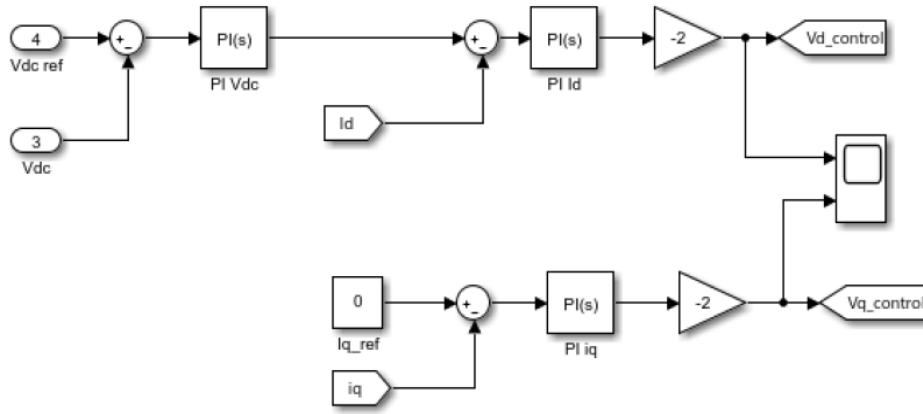 4
Vdc ref
+
-
PI(s)
PI Vdc
+
-
PI(s)
PI Id
-2
Vd_control
Id
3
Vdc
0
Iq_ref
+
-
PI(s)
PI iq
-2
Vq_control
iq